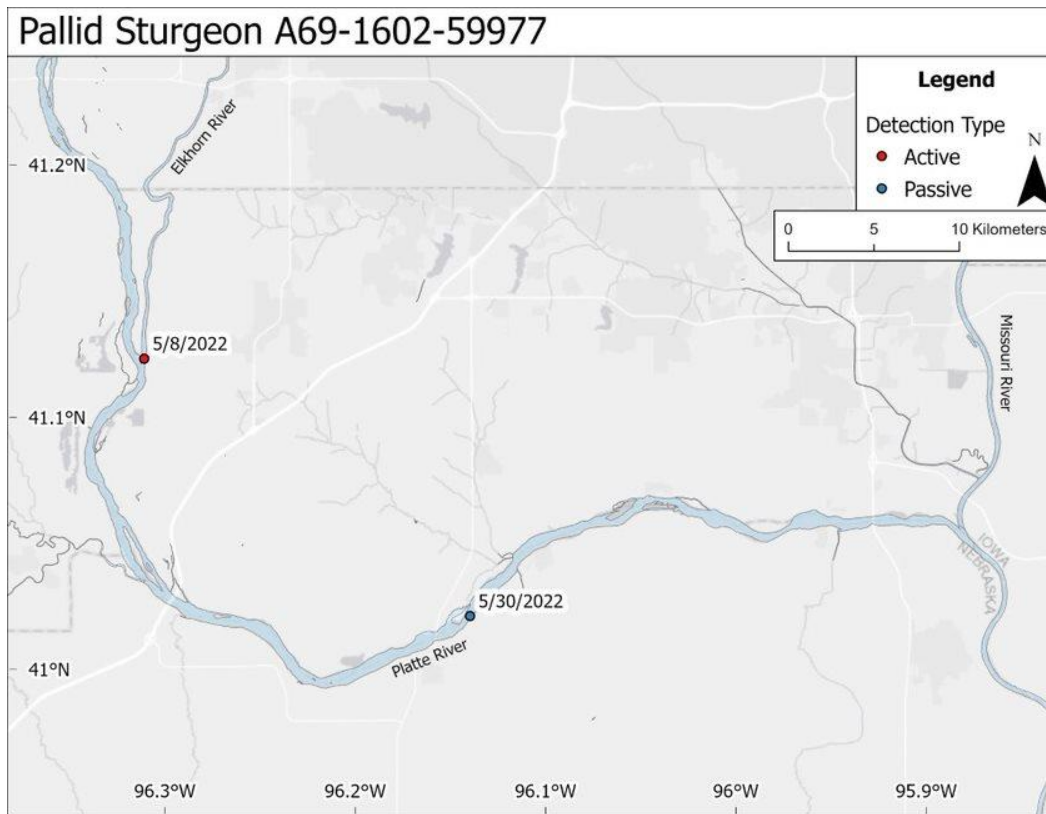 Pallid Sturgeon A69-1602-59977
Legend
Detection Type
Active
Passive
N
0 5 10 Kilometers
Elkhorn River
41.2°N
5/8/2022
Missouri River
41.1°N
IOWA
NEBRASKA
5/30/2022
Platte River
41°N
96.3°W 96.2°W 96.1°W 96°W 95.9°W